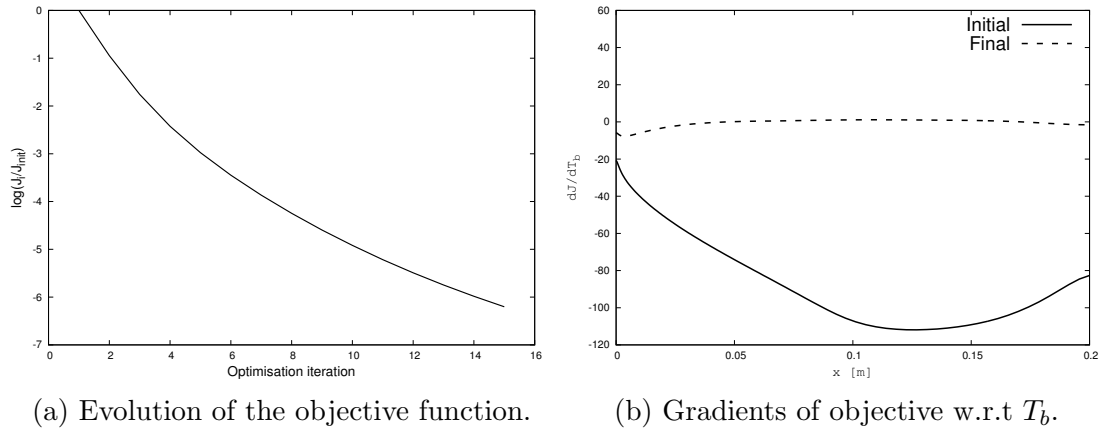 0
-1
-2
-3
-4
-5
-6
-7
log(J_i/J_init)
0 2 4 6 8 10 12 14 16
Optimisation iteration
(a) Evolution of the objective function.
60
40
20
0
-20
-40
-60
-80
-100
-120
dJ/dT_b
Initial
Final
0 0.05 0.1 0.15 0.2
x [m]
(b) Gradients of objective w.r.t T_b.